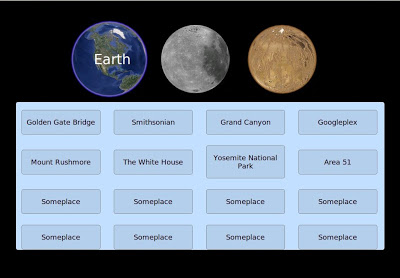 Earth
Golden Gate Bridge
Smithsonian
Grand Canyon
Googleplex
Mount Rushmore
The White House
Yosemite National
Park
Area 51
Someplace
Someplace
Someplace
Someplace
Someplace
Someplace
Someplace
Someplace